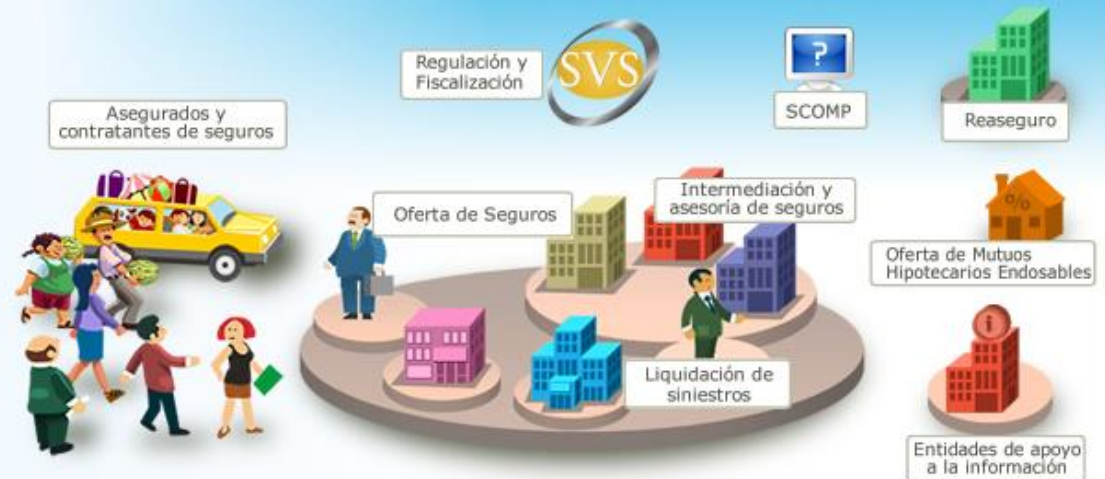 Regulación y
Fiscalización
SVS
?
SCOMP
Reaseguro
Asegurados y
contratantes de seguros
Oferta de Seguros
Intermediación y
asesoría de seguros
%
Oferta de Mutuos
Hipotecarios Endosables
i
Liquidación de
siniestros
Entidades de apoyo
a la información